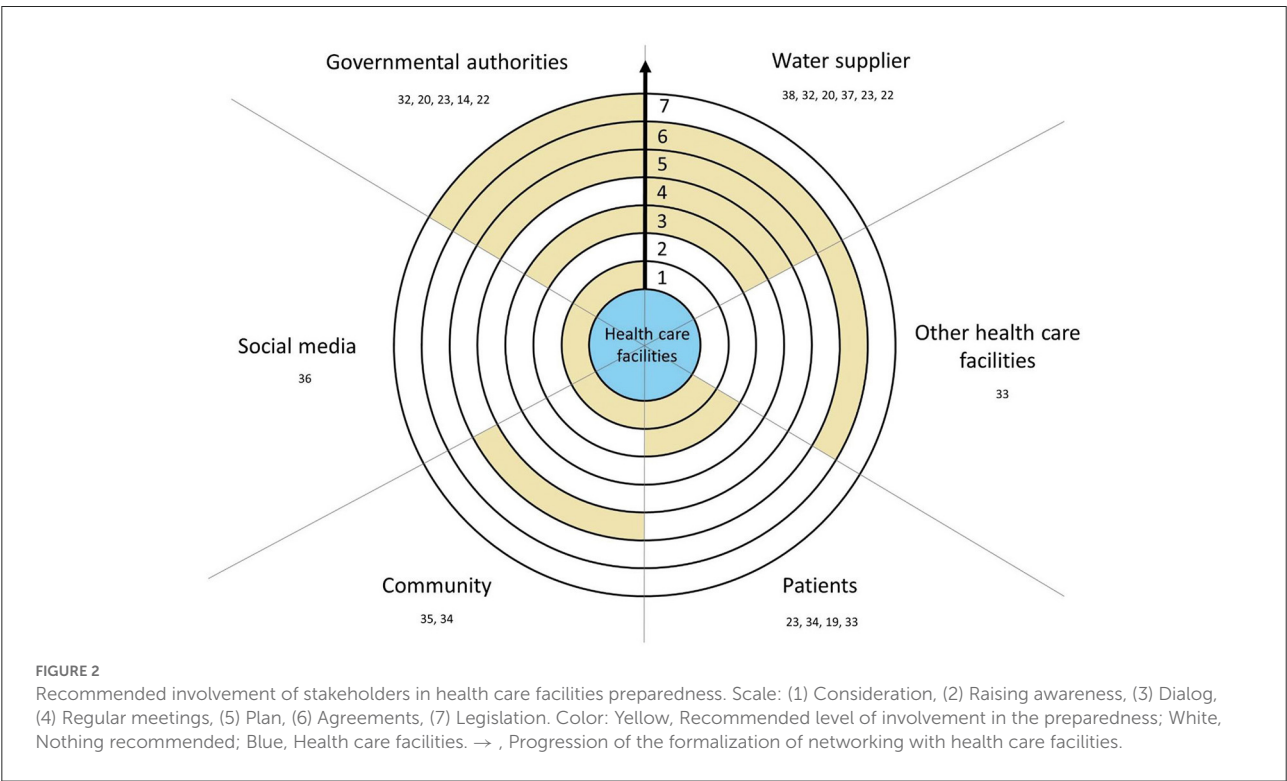 Governmental authorities
32, 20, 23, 14, 22
Water supplier
38, 32, 20, 37, 23, 22
7
6
5
4
3
2
1
Health care
facilities
Social media
36
Other health care
facilities
33
Community
35, 34
Patients
23, 34, 19, 33
FIGURE 2
Recommended involvement of stakeholders in health care facilities preparedness. Scale: (1) Consideration, (2) Raising awareness, (3) Dialog,
(4) Regular meetings, (5) Plan, (6) Agreements, (7) Legislation. Color: Yellow, Recommended level of involvement in the preparedness; White,
Nothing recommended; Blue, Health care facilities. → , Progression of the formalization of networking with health care facilities.